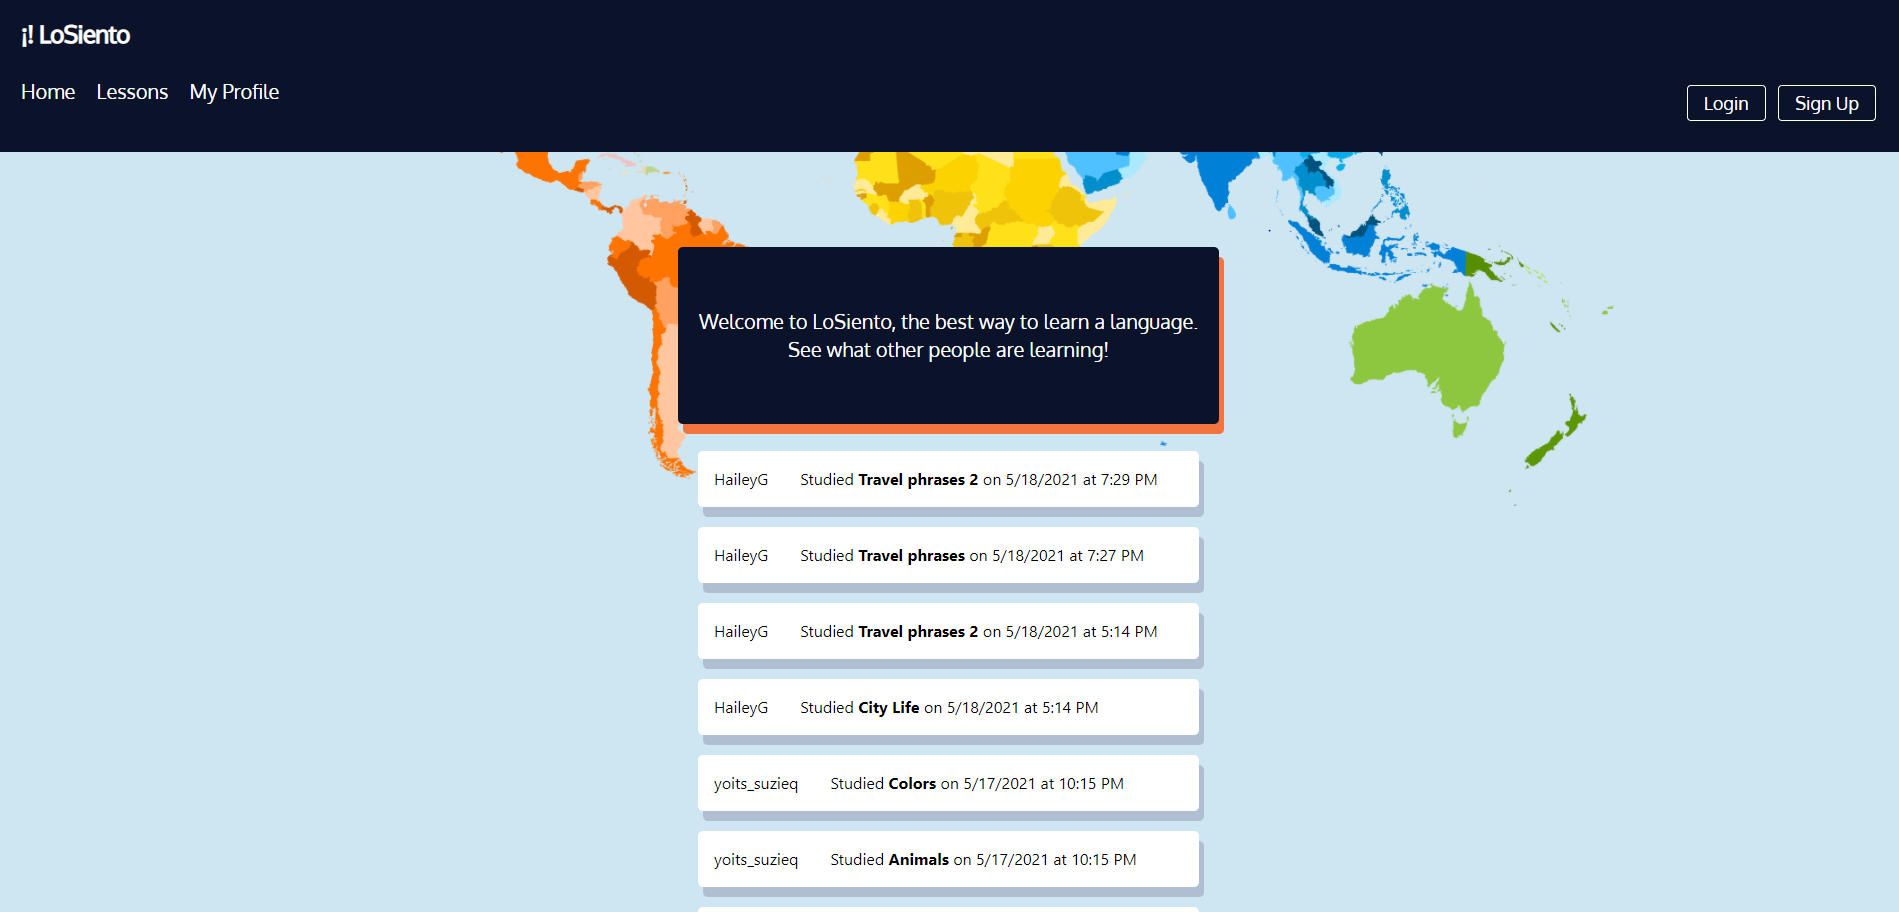 ¡! LoSiento
Home Lessons My Profile
Login Sign Up
Welcome to LoSiento, the best way to learn a language.
See what other people are learning!
HaileyG Studied Travel phrases 2 on 5/18/2021 at 7:29 PM
HaileyG Studied Travel phrases on 5/18/2021 at 7:27 PM
HaileyG Studied Travel phrases 2 on 5/18/2021 at 5:14 PM
HaileyG Studied City Life on 5/18/2021 at 5:14 PM
yoits_suzieq Studied Colors on 5/17/2021 at 10:15 PM
yoits_suzieq Studied Animals on 5/17/2021 at 10:15 PM